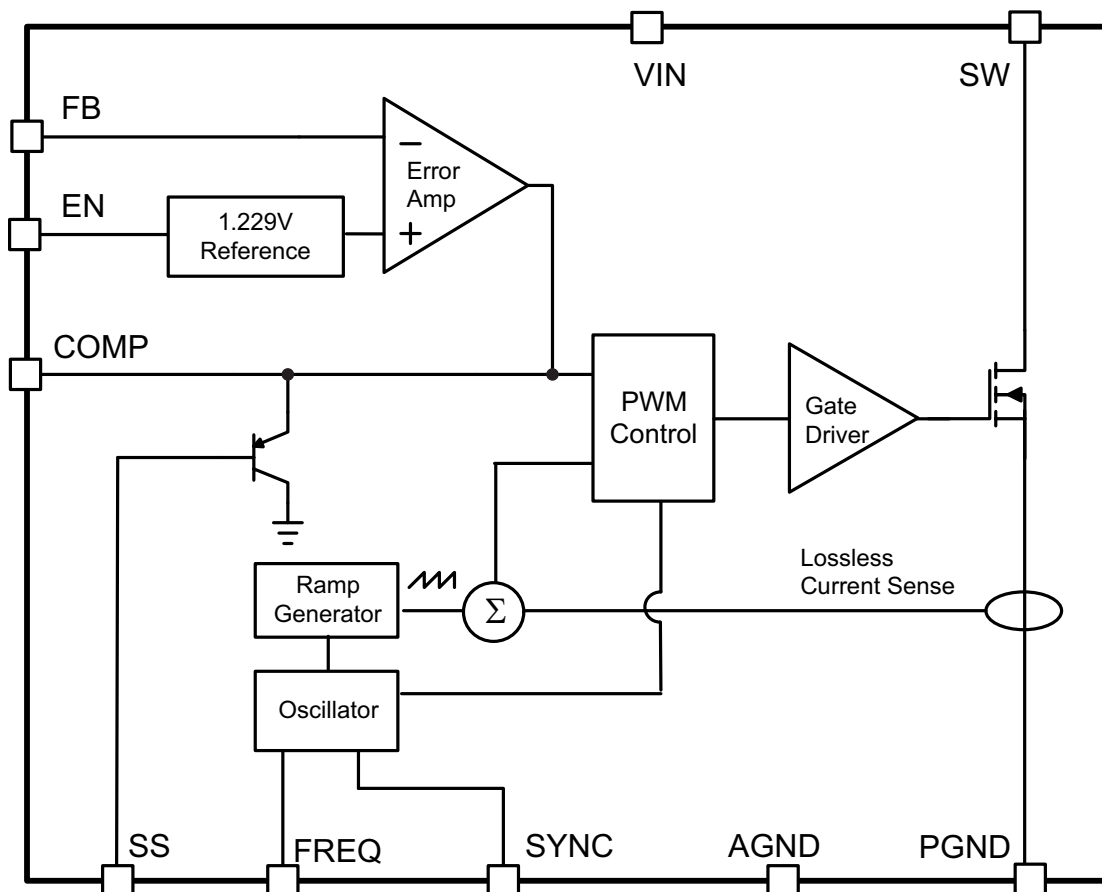 VIN
SW
FB
Error
Amp
EN
1.229V
Reference
COMP
PWM
Control
Gate
Driver
Ramp
Generator
Σ
Lossless
Current Sense
Oscillator
SS
FREQ
SYNC
AGND
PGND